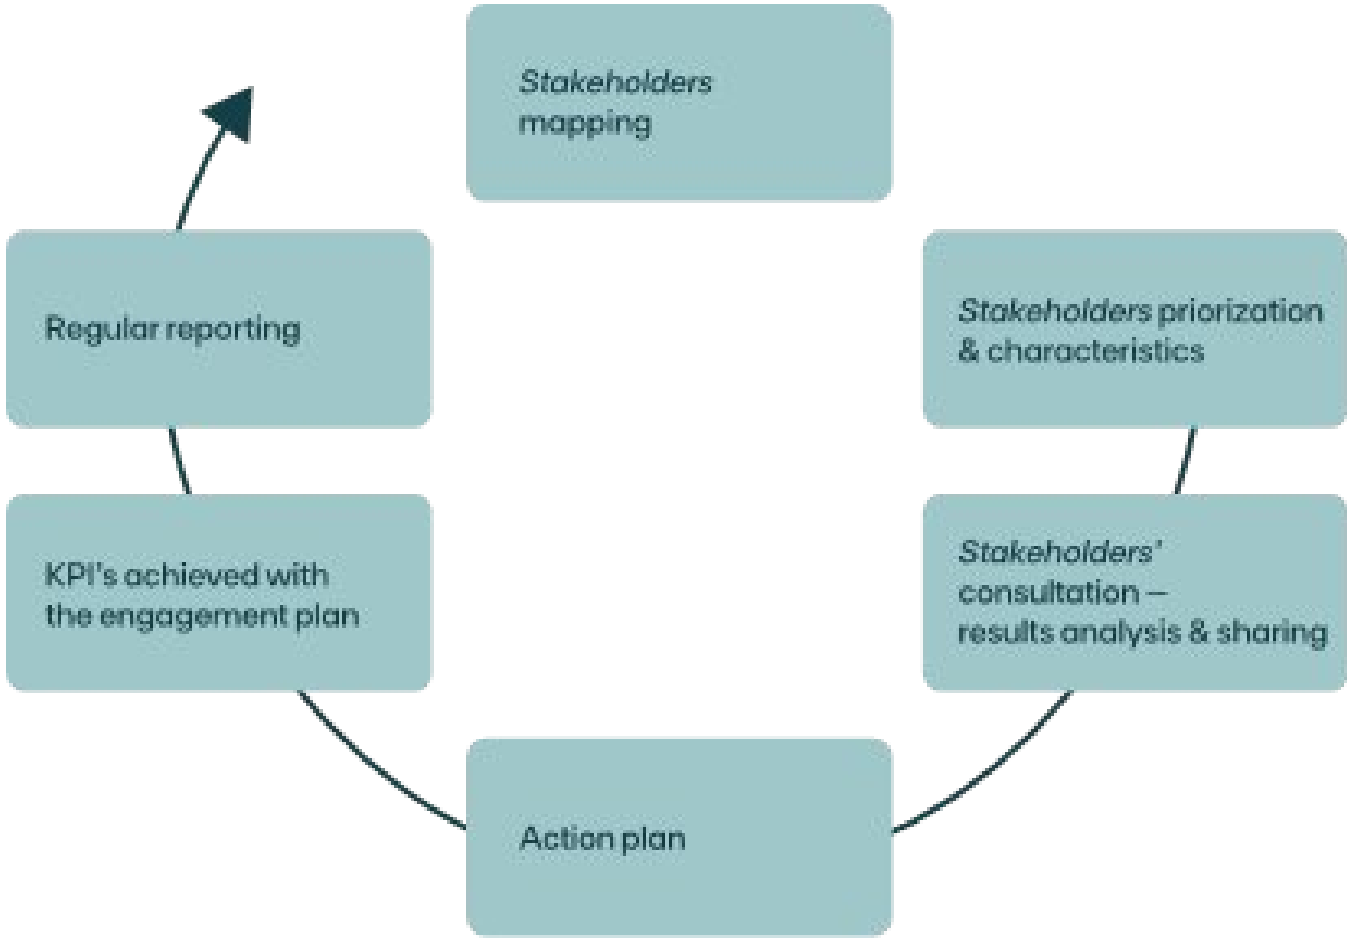 Stakeholders
mapping
Stakeholders priorization
& characteristics
Stakeholders'
consultation –
results analysis & sharing
Action plan
KPI's achieved with
the engagement plan
Regular reporting